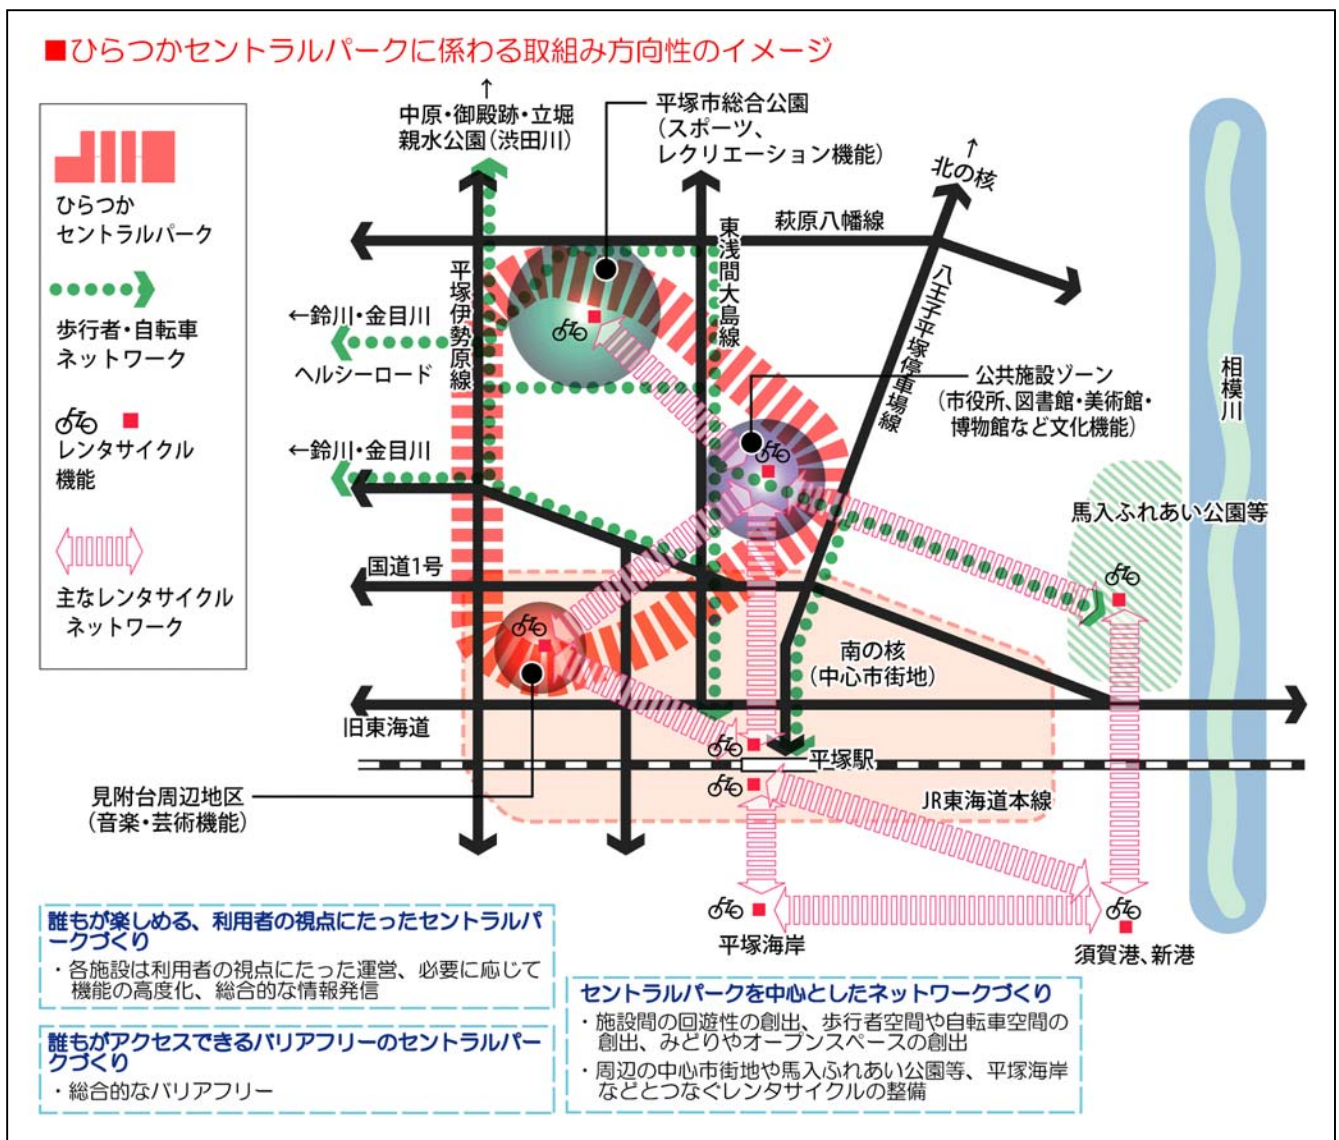 ■ひらつかセントラルパークに係わる取組み方向性のイメージ
ひらつか
セントラルパーク
歩行者・自転車
ネットワーク
レンタサイクル
機能
主なレンタサイクル
ネットワーク
↑
中原・御殿跡・立堀
親水公園(渋田川)
平塚市総合公園
(スポーツ、
レクリエーション機能)
↑
北の核
萩原八幡線
平塚伊勢原線
東浅間大島線
八王子平塚停車場線
←鈴川・金目川
ヘルシーロード
←鈴川・金目川
公共施設ゾーン
(市役所、図書館・美術館・
博物館など文化機能)
相模川
馬入ふれあい公園等
国道1号
南の核
(中心市街地)
旧東海道
平塚駅
JR東海道本線
見附台周辺地区
(音楽・芸術機能)
平塚海岸
須賀港、新港
誰もが楽しめる、利用者の視点にたったセントラルパ
ークづくり
・各施設は利用者の視点にたった運営、必要に応じて
機能の高度化、総合的な情報発信
誰もがアクセスできるバリアフリーのセントラルパー
クづくり
・総合的なバリアフリー
セントラルパークを中心としたネットワークづくり
・施設間の回遊性の創出、歩行者空間や自転車空間の
創出、みどりやオープンスペースの創出
・周辺の中心市街地や馬入ふれあい公園等、平塚海岸
などとつなぐレンタサイクルの整備